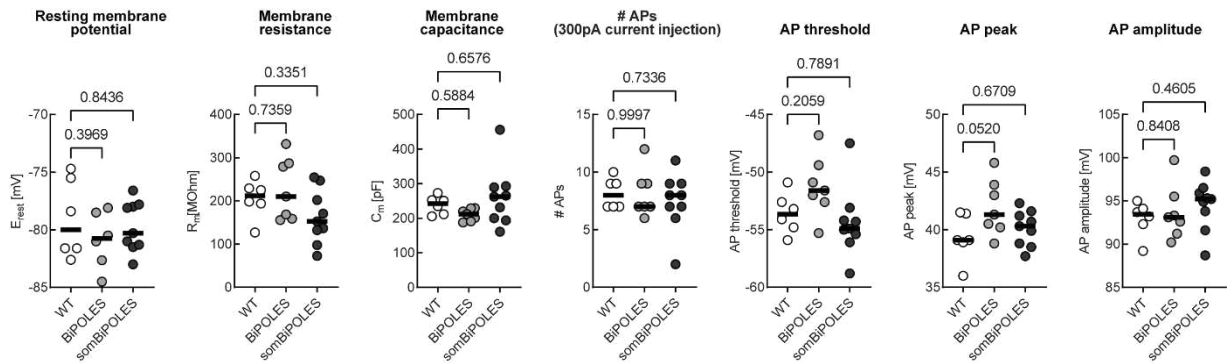 Resting membrane
potential
0.8436
0.3969
-70
-75
-80
-85
Erest [mV]
WT
BiPOLES
somBiPOLES
Membrane
resistance
0.3351
0.7359
400
300
200
100
0
Rm[MOhm]
WT
BiPOLES
somBiPOLES
Membrane
capacitance
0.6576
0.5884
500
400
300
200
100
0
Cm [pF]
WT
BiPOLES
somBiPOLES
# APs
(300pA current injection)
0.7336
0.9997
15
10
5
0
# APs
WT
BiPOLES
somBiPOLES
AP threshold
0.7891
0.2059
-45
-50
-55
-60
AP threshold [mV]
WT
BiPOLES
somBiPOLES
AP peak
0.6709
0.0520
50
45
40
35
AP peak [mV]
WT
BiPOLES
somBiPOLES
AP amplitude
0.4605
0.8408
105
100
95
90
85
AP amplitude [mV]
WT
BiPOLES
somBiPOLES